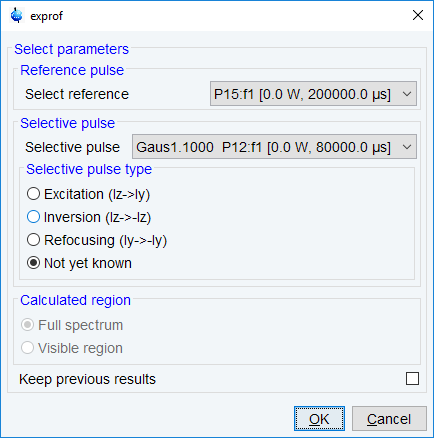 exprof
Select parameters
Reference pulse
Select reference P15:f1 [0.0 W, 200000.0 µs]
Selective pulse
Selective pulse Gaus1.1000 P12:f1 [0.0 W, 80000.0 µs]
Selective pulse type
Excitation (Iz->Iy)
Inversion (Iz->-Iz)
Refocusing (Iy->-Iy)
Not yet known
Calculated region
Full spectrum
Visible region
Keep previous results
OK Cancel